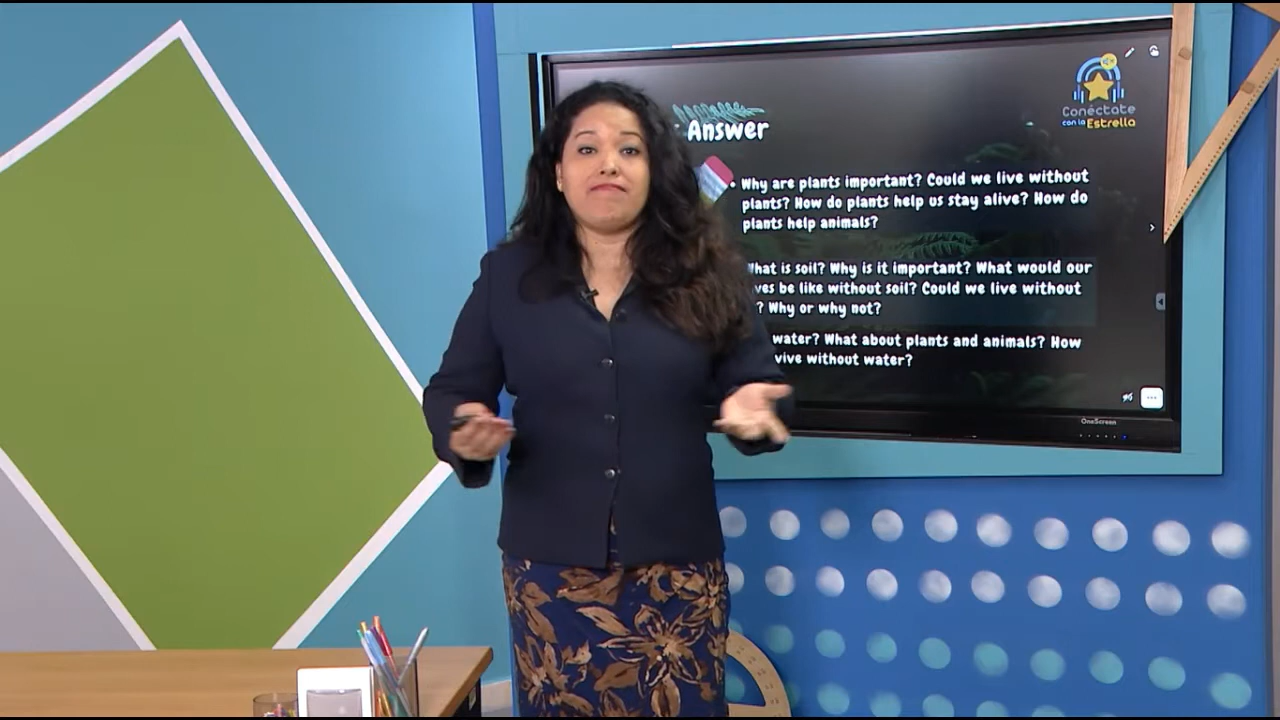 Conéctate
con la Estrella
Answer
• Why are plants important? Could we live without
plants? How do plants help us stay alive? How do
plants help animals?
What is soil? Why is it important? What would our
be like without soil? Could we live without
? Why or why not?
water? What about plants and animals? How
without water?
OneScreen